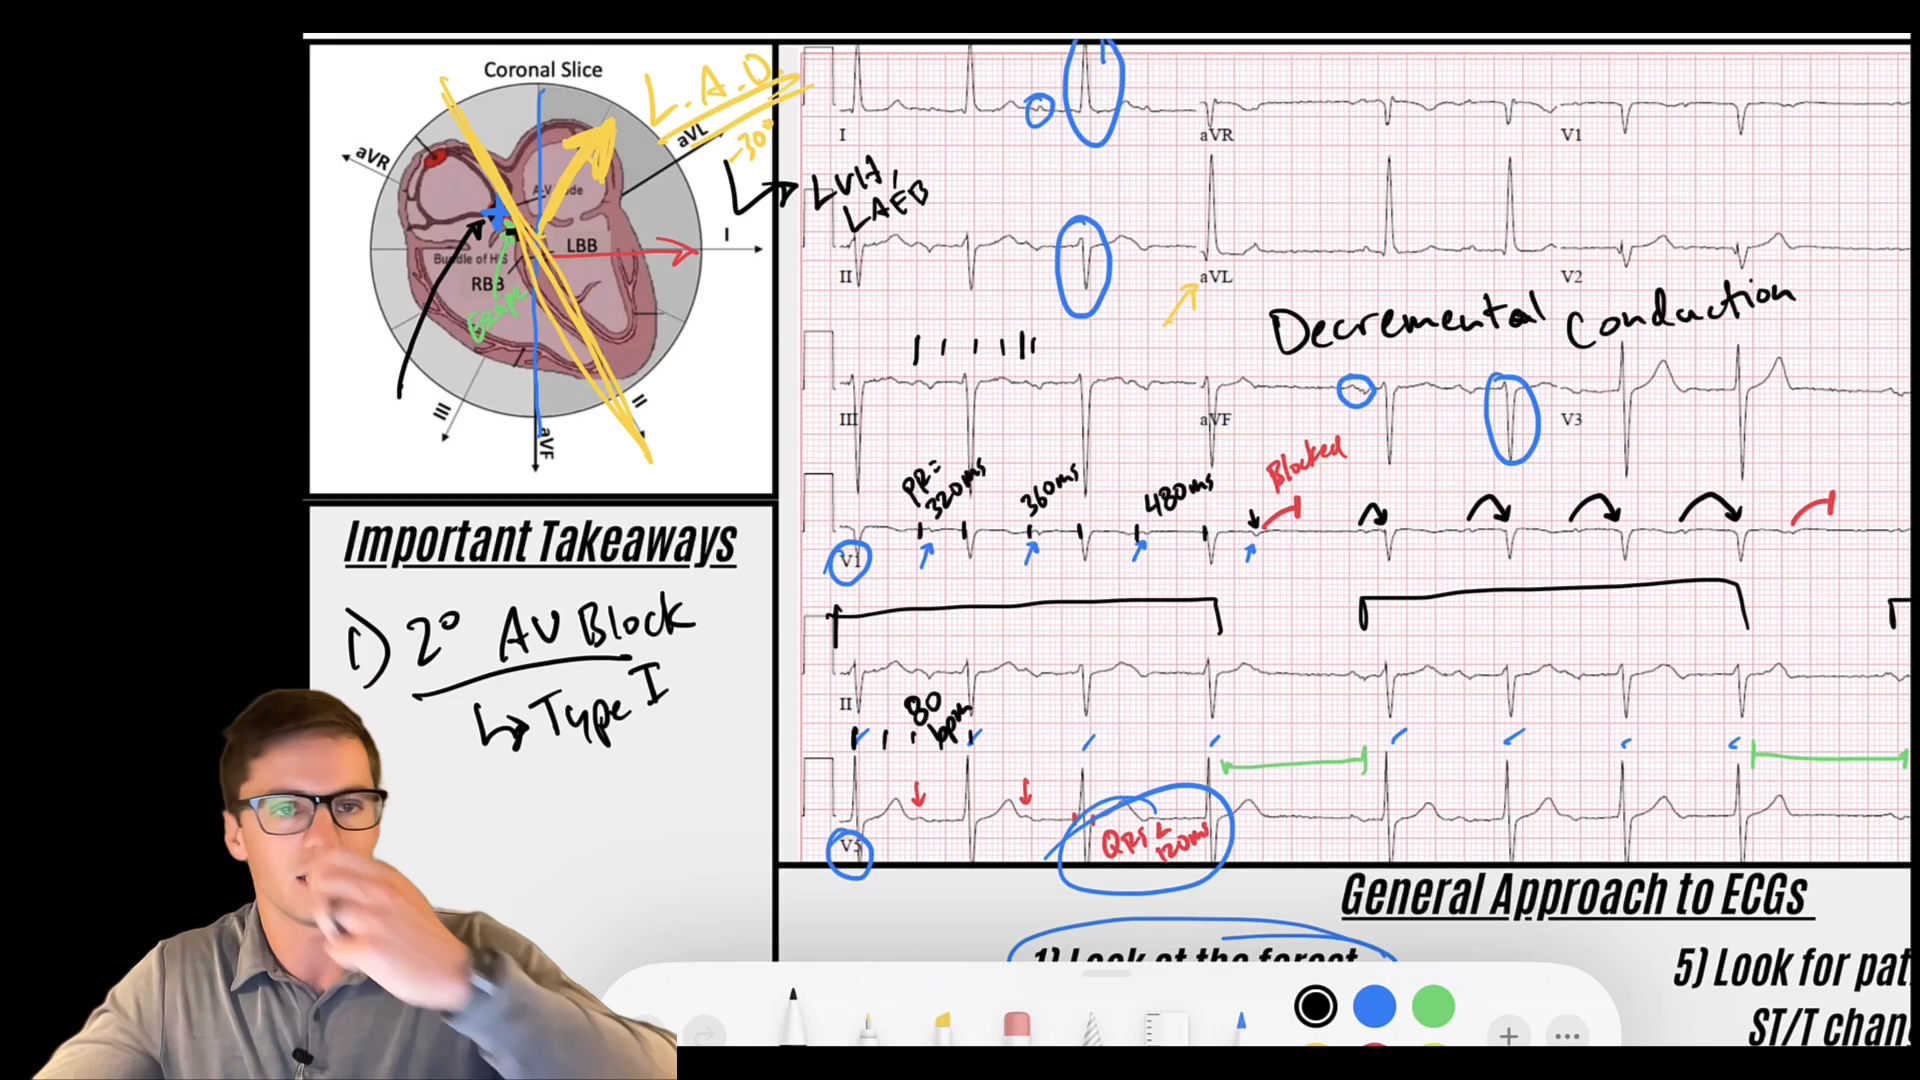 Coronal Slice
L.A.D.
-30°
aVR
aVL
A-V Node
I
LBB
Bundle of HIS
RBB
Escape
III
II
aVF
LVH,
LAFB
I
aVR
V1
II
aVL
V2
Decremental Conduction
III
aVF
V3
PR=
320ms
360ms
480ms
Blocked
V1
II
80
bpm
V5
QRS <
120ms
Important Takeaways
1) 2° AV Block
↳ Type I
General Approach to ECGs
1) Look at the forest
5) Look for pat
ST/T chan